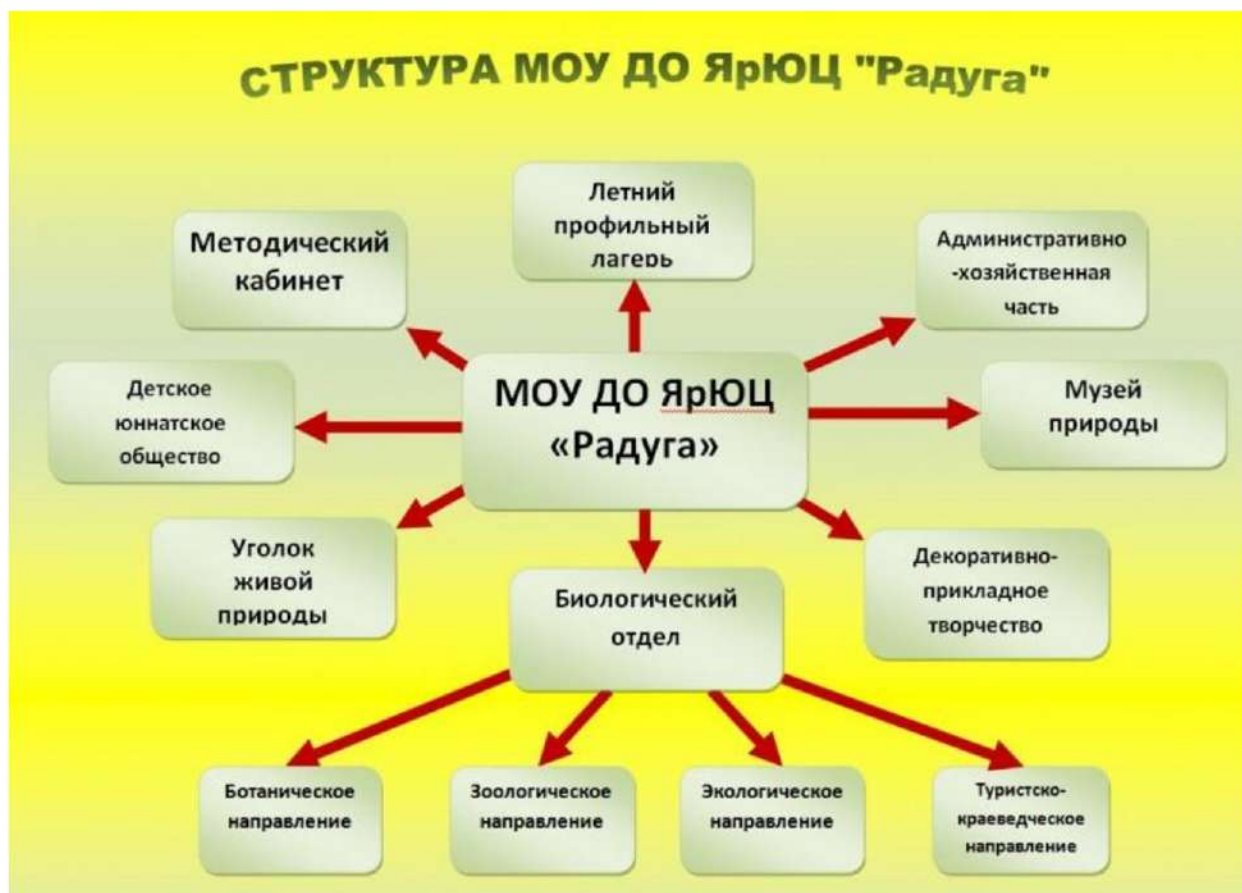 СТРУКТУРА МОУ ДО ЯрЮЦ "Радуга"
Летний
профильный
лагерь
Методический
кабинет
Административно
-хозяйственная
часть
МОУ ДО ЯрЮЦ
«Радуга»
Детское
юннатское
общество
Музей
природы
Уголок
живой
природы
Биологический
отдел
Декоративно-
прикладное
творчество
Ботаническое
направление
Зоологическое
направление
Экологическое
направление
Туристско-
краеведческое
направление